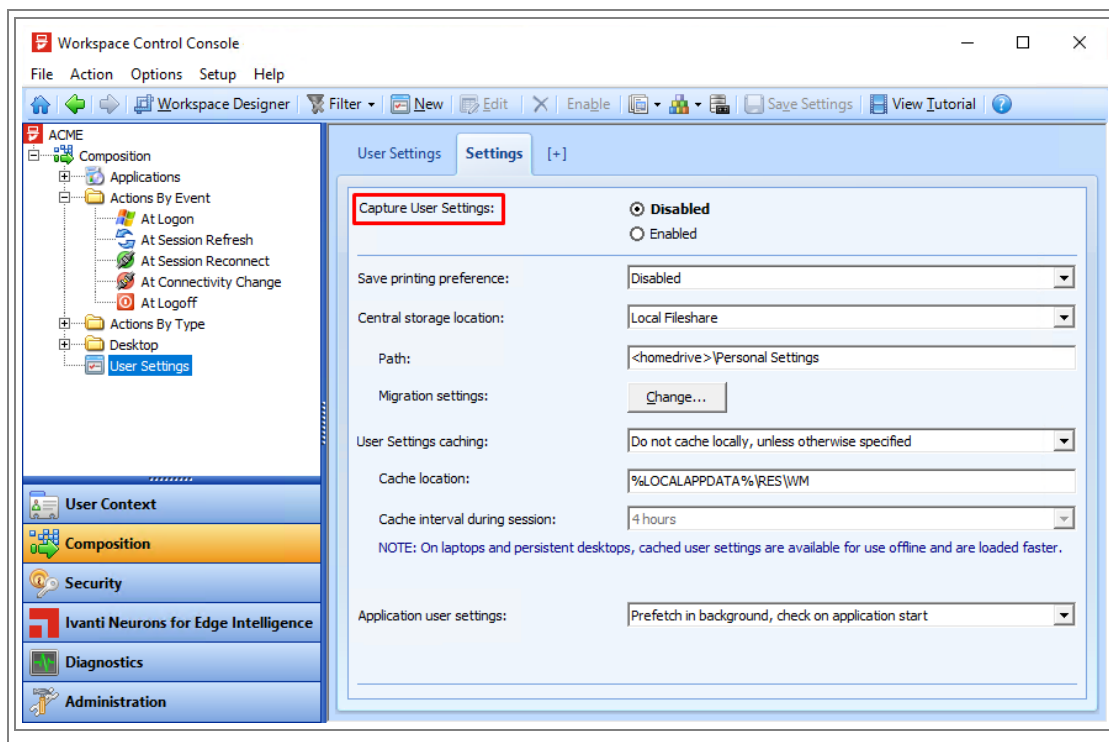 Workspace Control Console
File Action Options Setup Help
Workspace Designer Filter New Edit Enable Save Settings View Tutorial
ACME
Composition
Applications
Actions By Event
At Logon
At Session Refresh
At Session Reconnect
At Connectivity Change
At Logoff
Actions By Type
Desktop
User Settings
User Context
Composition
Security
Ivanti Neurons for Edge Intelligence
Diagnostics
Administration
User Settings Settings [+]
Capture User Settings: Disabled
Enabled
Save printing preference: Disabled
Central storage location: Local Fileshare
Path: <homedrive>\Personal Settings
Migration settings: Change...
User Settings caching: Do not cache locally, unless otherwise specified
Cache location: %LOCALAPPDATA%\RES\WM
Cache interval during session: 4 hours
NOTE: On laptops and persistent desktops, cached user settings are available for use offline and are loaded faster.
Application user settings: Prefetch in background, check on application start